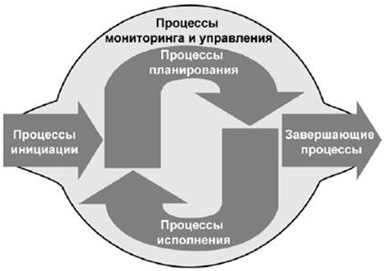 Процессы
мониторинга и управления
Процессы
планирования
Процессы
инициации
Завершающие
процессы
Процессы
исполнения